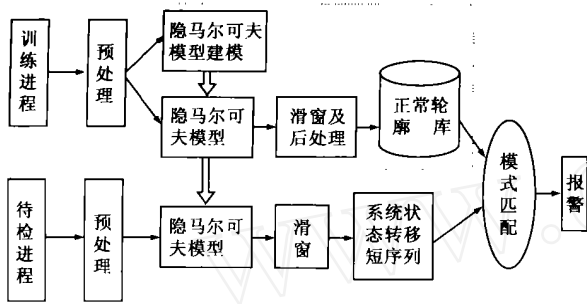 训练进程
预处理
隐马尔可夫
模型建模
隐马尔可
夫模型
滑窗及
后处理
正常轮
廓 库
模式匹配
报警
待检进程
预处理
隐马尔可
夫模型
滑窗
系统状
态转移
短序列